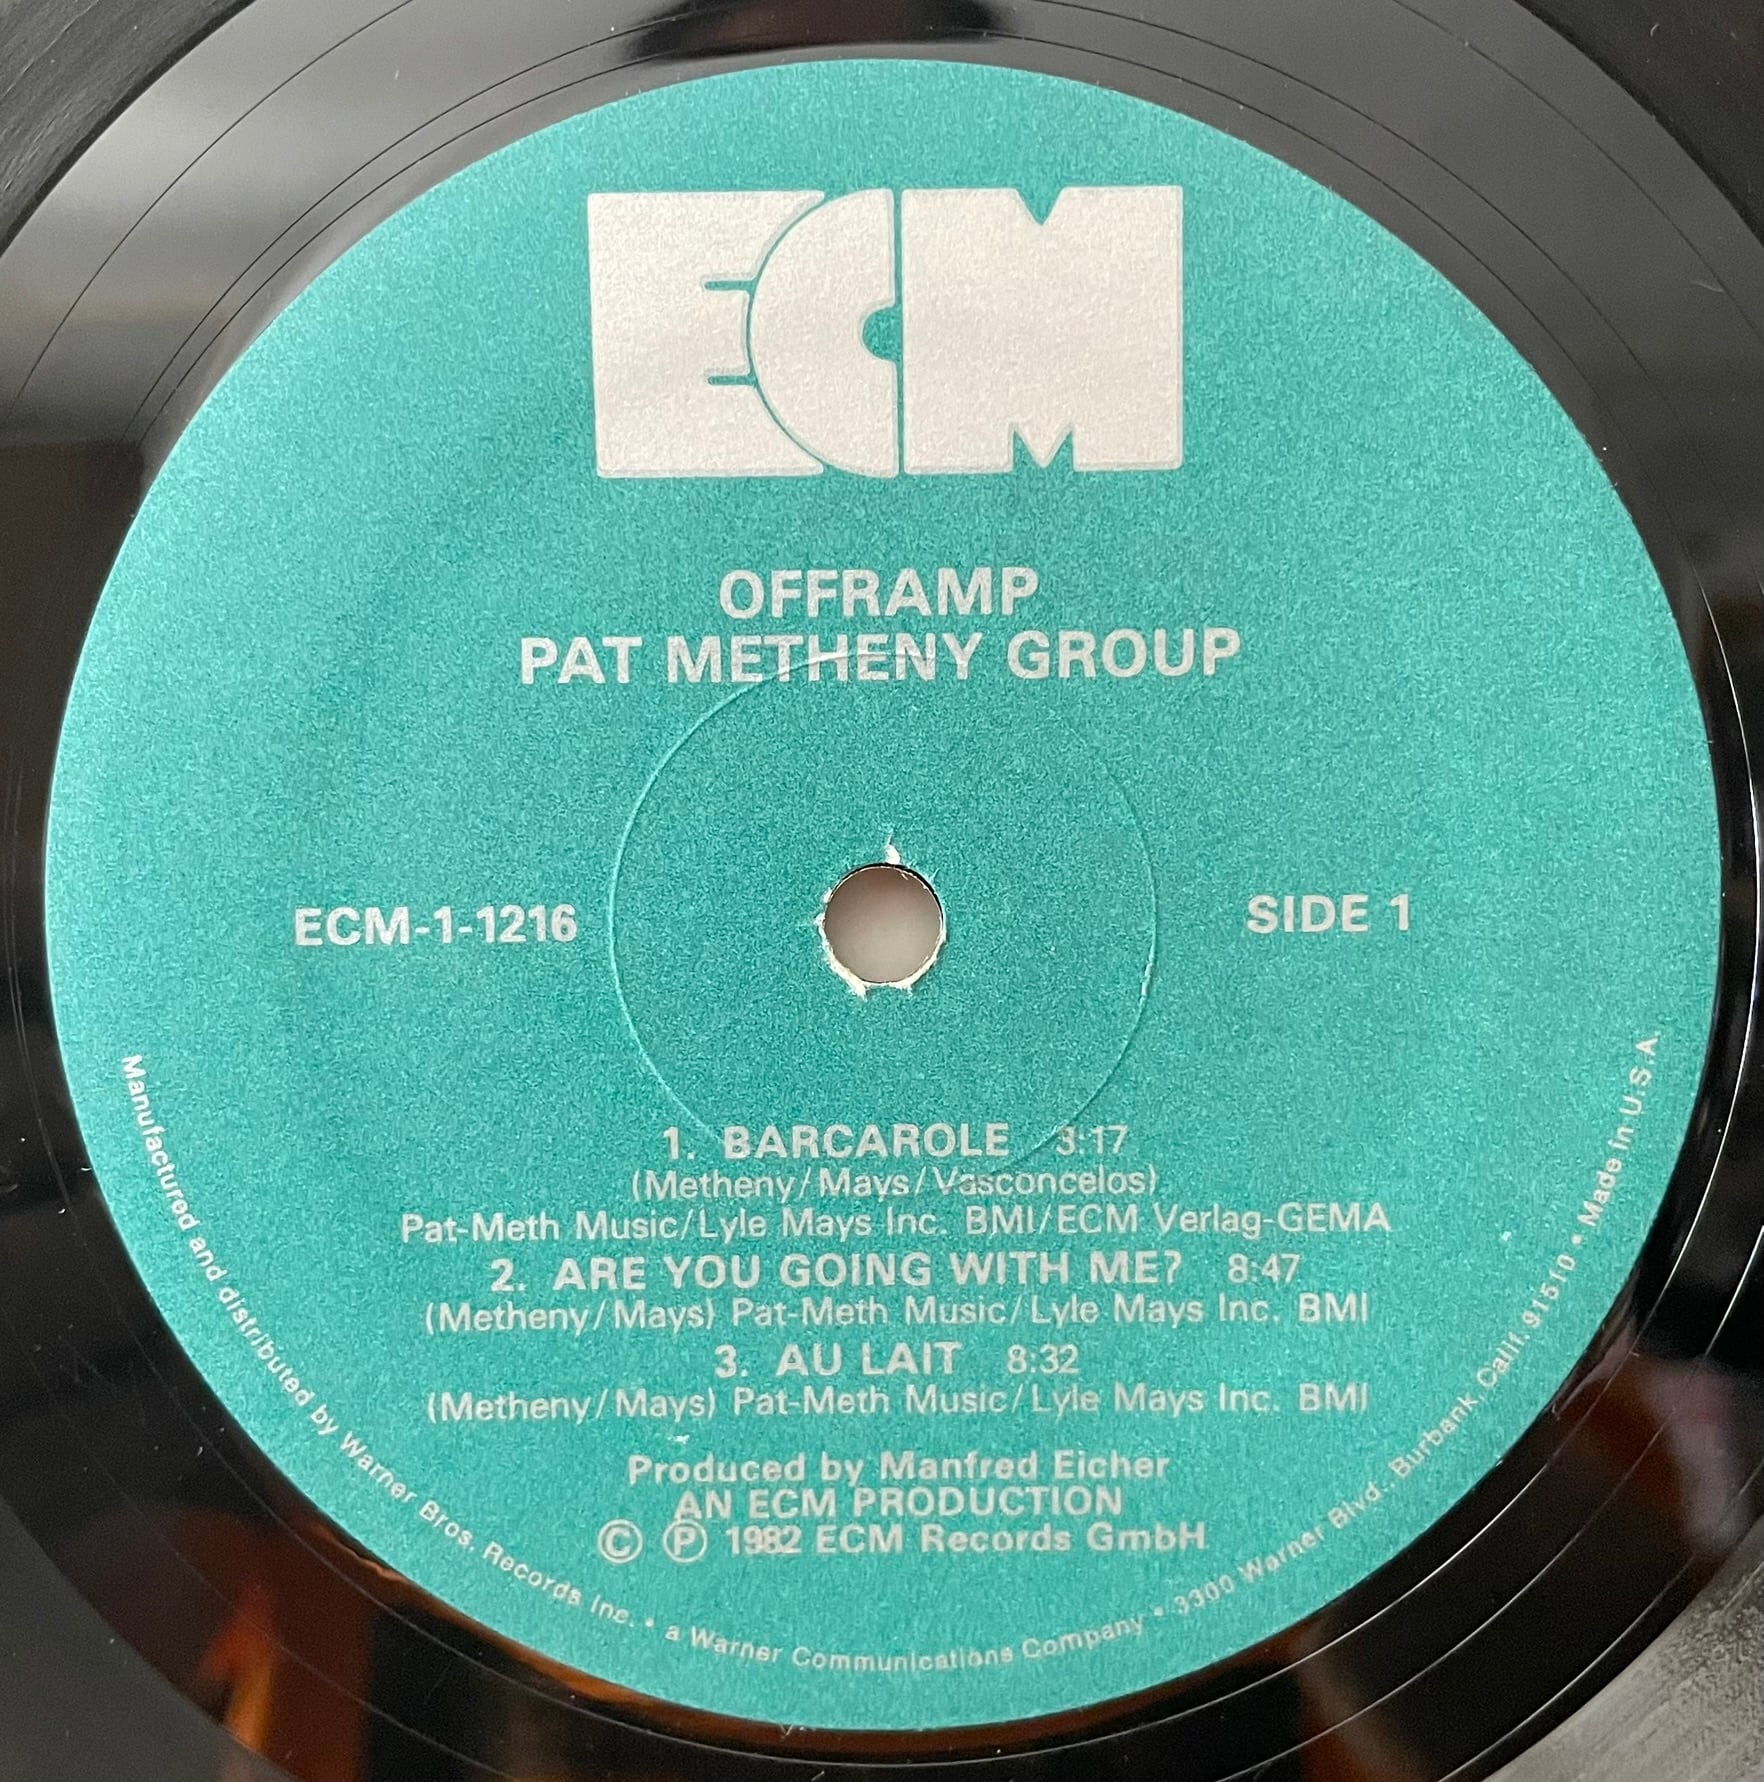 ECM
OFFRAMP
PAT METHENY GROUP
ECM-1-1216
SIDE 1
1. BARCAROLE 3:17
(Metheny/Mays/Vasconcelos)
Pat-Meth Music/Lyle Mays Inc. BMI/ECM Verlag-GEMA
2. ARE YOU GOING WITH ME? 8:47
(Metheny/Mays) Pat-Meth Music/Lyle Mays Inc. BMI
3. AU LAIT 8:32
(Metheny/Mays) Pat-Meth Music/Lyle Mays Inc. BMI
Produced by Manfred Eicher
AN ECM PRODUCTION
© ℗ 1982 ECM Records GmbH
Manufactured and distributed by Warner Bros. Records Inc. • a Warner Communications Company • 3300 Warner Blvd., Burbank, Calif. 91510 • Made in U.S.A.